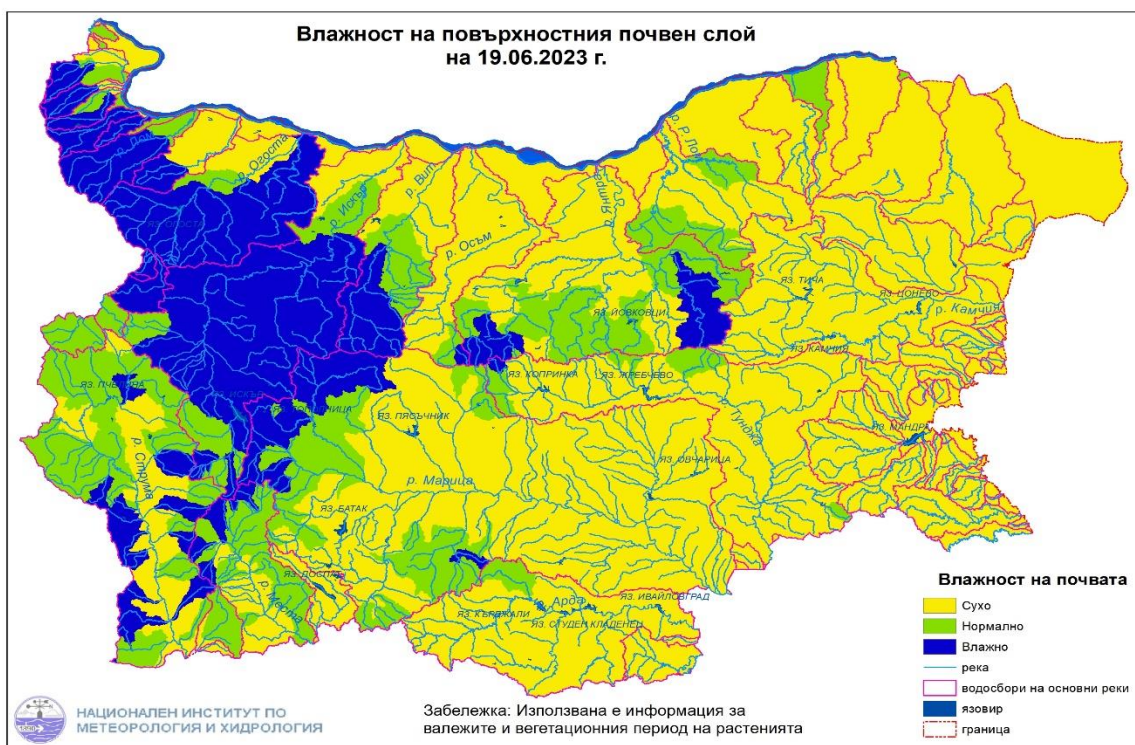 Влажност на повърхностния почвен слой
на 19.06.2023 г.
р. Огоста
р. Искър
р. Вит
р. Осъм
р. Янтра
р. Р.Лом
ЯЗ. ТИЧА
ЯЗ. ЦОНЕВО
р. Камчия
ЯЗ. ЙОВКОВЦИ
ЯЗ. КАМЧИЯ
ЯЗ. ПЧЕЛИНА
ЯЗ. ИСКЪР
ЯЗ. ТОПОЛНИЦА
ЯЗ. КОПРИНКА
ЯЗ. ЖРЕБЧЕВО
ЯЗ. ПЯСЪЧНИК
р. Тунджа
ЯЗ. МАНДРА
р. Струма
ЯЗ. ОВЧАРИЦА
р. Марица
ЯЗ. БАТАК
ЯЗ. ДОСПАТ
р. Места
р. Арда
ЯЗ. ИВАЙЛОВГРАД
ЯЗ. КЪРДЖАЛИ
ЯЗ. СТУДЕН КЛАДЕНЕЦ
Влажност на почвата
Сухо
Нормално
Влажно
река
водосбори на основни реки
язовир
граница
НАЦИОНАЛЕН ИНСТИТУТ ПО
МЕТЕОРОЛОГИЯ И ХИДРОЛОГИЯ
Забележка: Използвана е информация за
валежите и вегетационния период на растенията